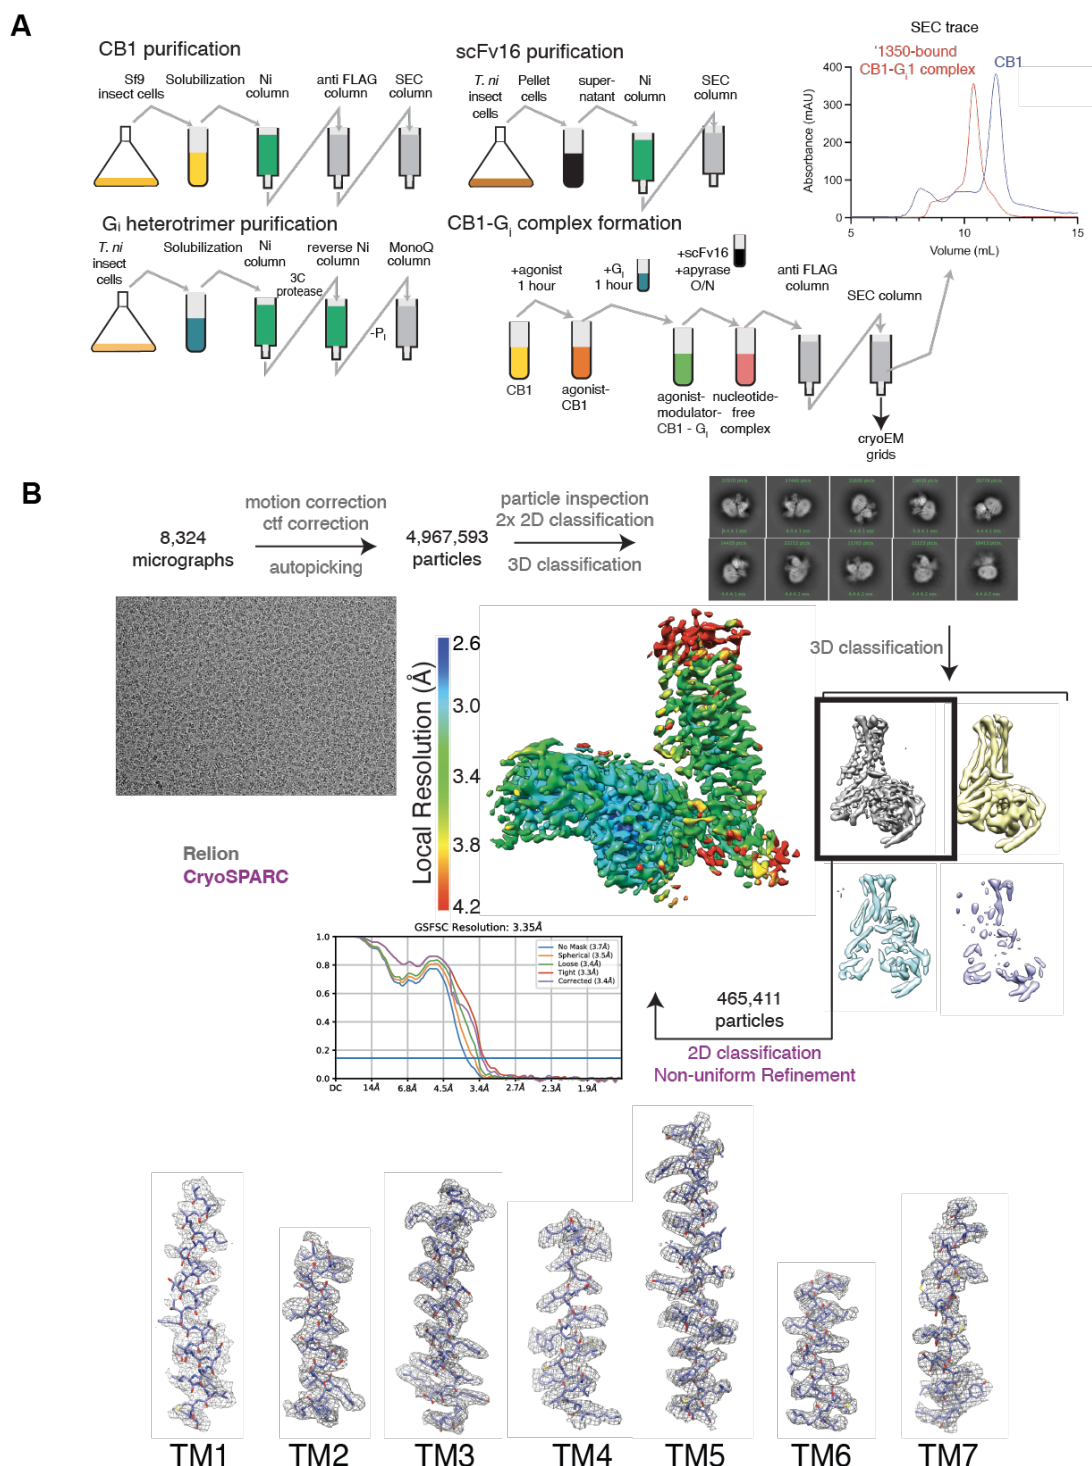 A
CB1 purification
Sf9
insect cells
Solubilization
Ni
column
anti FLAG
column
SEC
column
scFv16 purification
T. ni
insect
cells
Pellet
cells
super-
natant
Ni
column
SEC
column
SEC trace
'1350-bound
CB1-Gi1 complex
CB1
Absorbance (mAU)
400
300
200
100
0
5
10
15
Volume (mL)
Gi heterotrimer purification
T. ni
insect
cells
Solubilization
Ni
column
3C
protease
reverse Ni
column
-Pi
MonoQ
column
CB1-Gi complex formation
+agonist
1 hour
+Gi
1 hour
+scFv16
+apyrase
O/N
anti FLAG
column
SEC column
CB1
agonist-
CB1
agonist-
modulator-
CB1 - Gi
nucleotide-
free
complex
cryoEM
grids
B
8,324
micrographs
motion correction
ctf correction
autopicking
4,967,593
particles
particle inspection
2x 2D classification
3D classification
3D classification
Local Resolution (Å)
2.6
3.0
3.4
3.8
4.2
Relion
CryoSPARC
GSFSC Resolution: 3.35Å
1.0
0.8
0.6
0.4
0.2
0.0
DC
14Å
6.8Å
4.5Å
3.4Å
2.7Å
2.3Å
1.9Å
No Mask (3.7Å)
Spherical (3.5Å)
Loose (3.4Å)
Tight (3.3Å)
Corrected (3.4Å)
465,411
particles
2D classification
Non-uniform Refinement
TM1
TM2
TM3
TM4
TM5
TM6
TM7